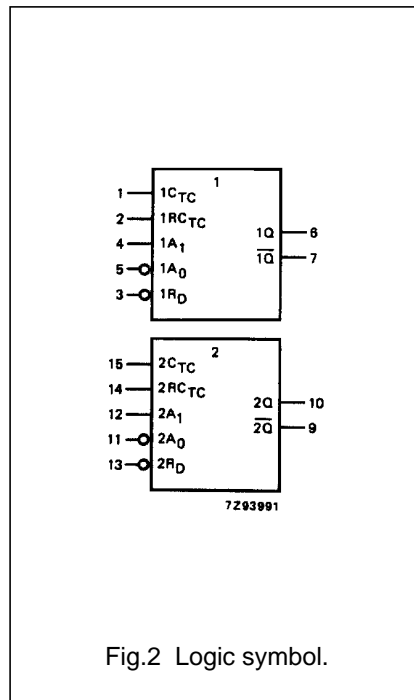 1
1 1C_TC
2 1RC_TC
4 1A_1 1Q 6
5 1A_0 1Q̅ 7
3 1R_D
2
15 2C_TC
14 2RC_TC
12 2A_1 2Q 10
11 2A_0 2Q̅ 9
13 2R_D
7Z93991
Fig.2 Logic symbol.